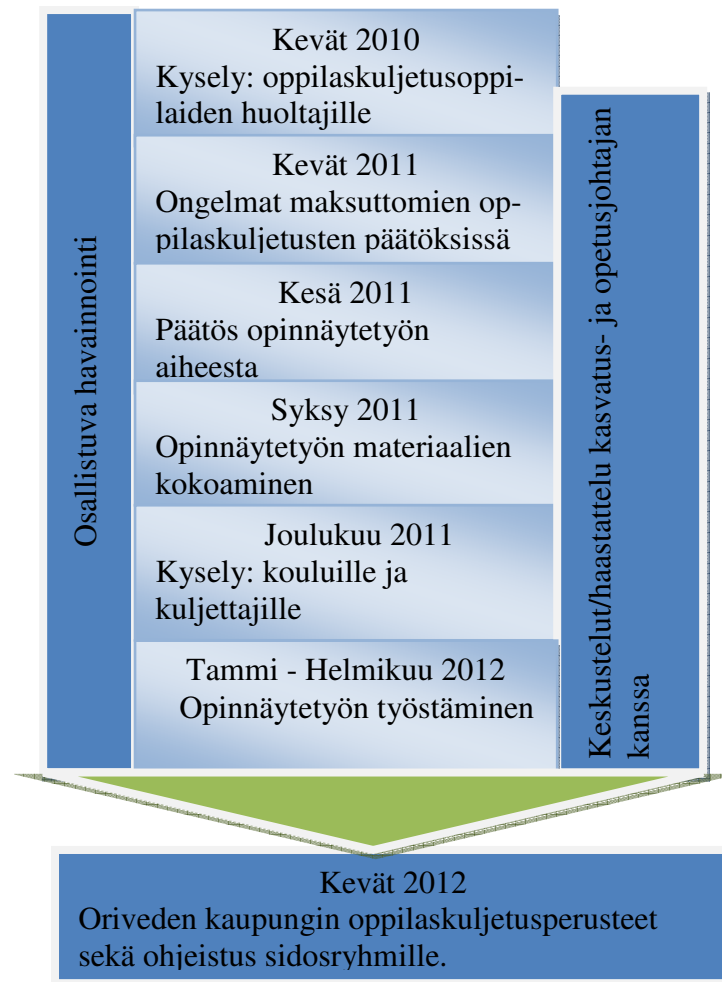 Osallistuva havainnointi
Kevät 2010
Kysely: oppilaskuljetusoppi-
laiden huoltajille
Kevät 2011
Ongelmat maksuttomien op-
pilaskuljetusten päätöksissä
Kesä 2011
Päätös opinnäytetyön
aiheesta
Syksy 2011
Opinnäytetyön materiaalien
kokoaminen
Joulukuu 2011
Kysely: kouluille ja
kuljettajille
Tammi - Helmikuu 2012
Opinnäytetyön työstäminen
Keskustelut/haastattelu kasvatus- ja opetusjohtajan
kanssa
Kevät 2012
Oriveden kaupungin oppilaskuljetusperusteet
sekä ohjeistus sidosryhmille.